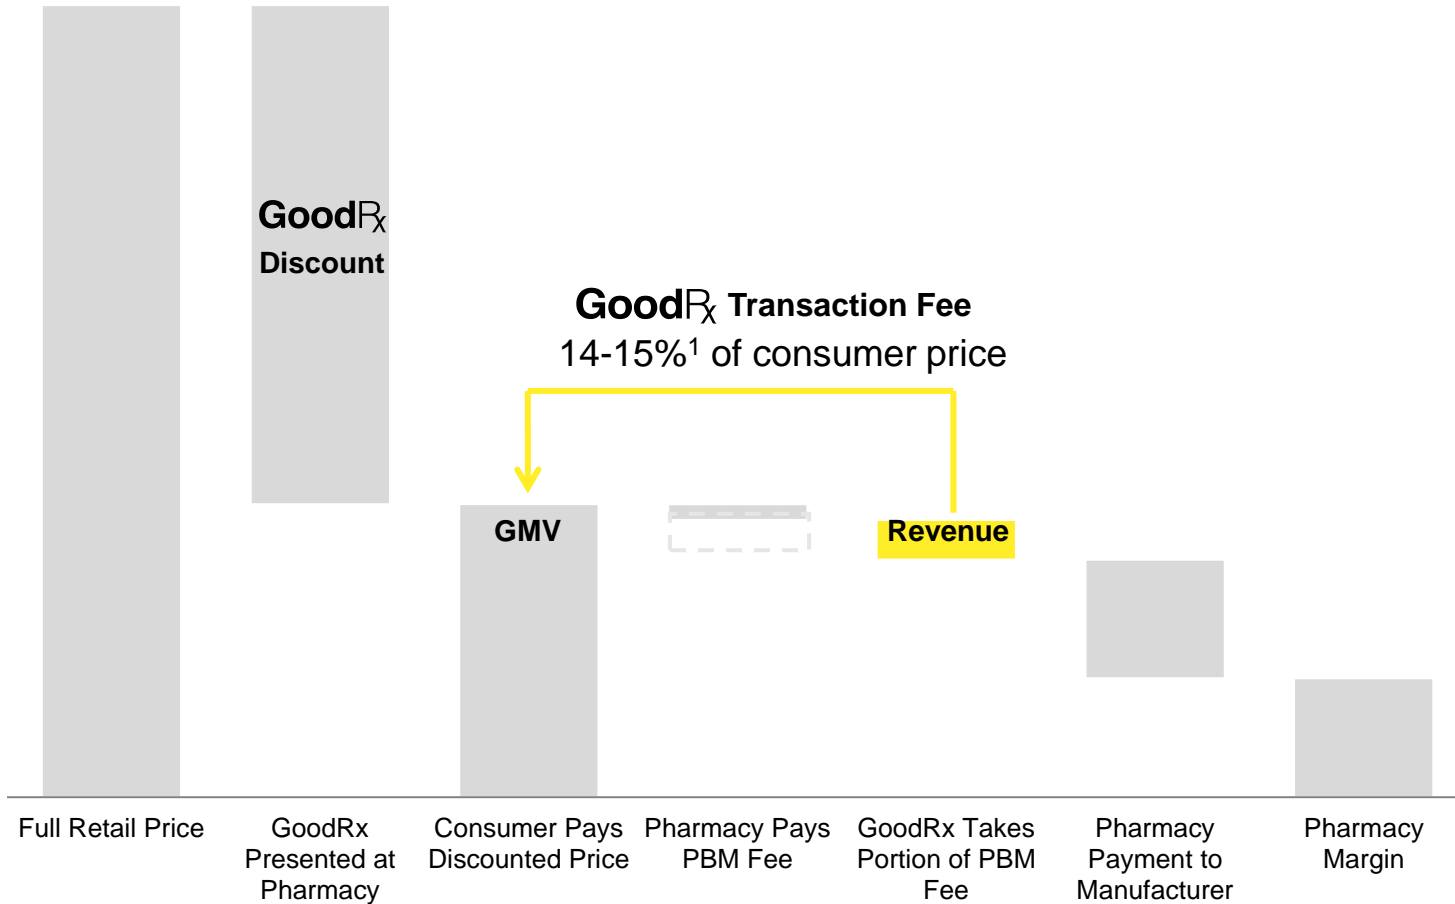 GoodRx
Discount
GoodRx Transaction Fee
14-15%¹ of consumer price
GMV
Revenue
Full Retail Price
GoodRx
Presented at
Pharmacy
Consumer Pays
Discounted Price
Pharmacy Pays
PBM Fee
GoodRx Takes
Portion of PBM
Fee
Pharmacy
Payment to
Manufacturer
Pharmacy
Margin